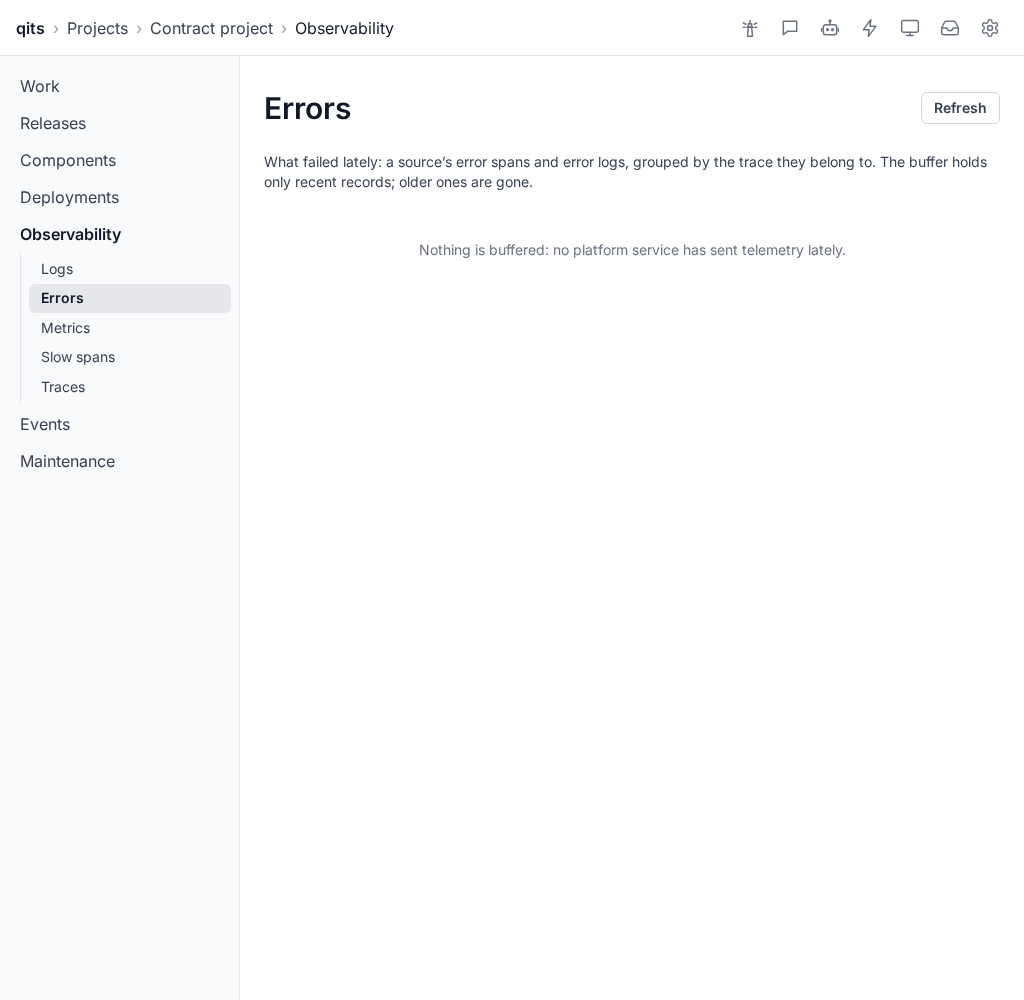 qits › Projects › Contract project › Observability
Work
Releases
Components
Deployments
Observability
Logs
Errors
Metrics
Slow spans
Traces
Events
Maintenance
Errors
Refresh
What failed lately: a source’s error spans and error logs, grouped by the trace they belong to. The buffer holds
only recent records; older ones are gone.
Nothing is buffered: no platform service has sent telemetry lately.